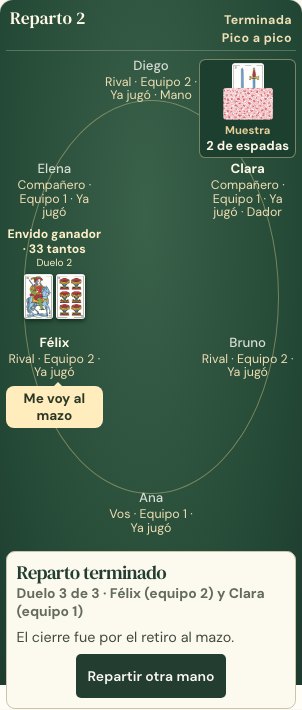 Reparto 2
Terminada
Pico a pico
Diego
Rival · Equipo 2 ·
Ya jugó · Mano
Muestra
2 de espadas
Elena
Compañero ·
Equipo 1 · Ya
jugó
Clara
Compañero ·
Equipo 1 · Ya
jugó · Dador
Envido ganador
· 33 tantos
Duelo 2
Félix
Rival · Equipo 2 ·
Ya jugó
Bruno
Rival · Equipo 2 ·
Ya jugó
Me voy al
mazo
Ana
Vos · Equipo 1 ·
Ya jugó
Reparto terminado
Duelo 3 de 3 · Félix (equipo 2) y Clara
(equipo 1)
El cierre fue por el retiro al mazo.
Repartir otra mano